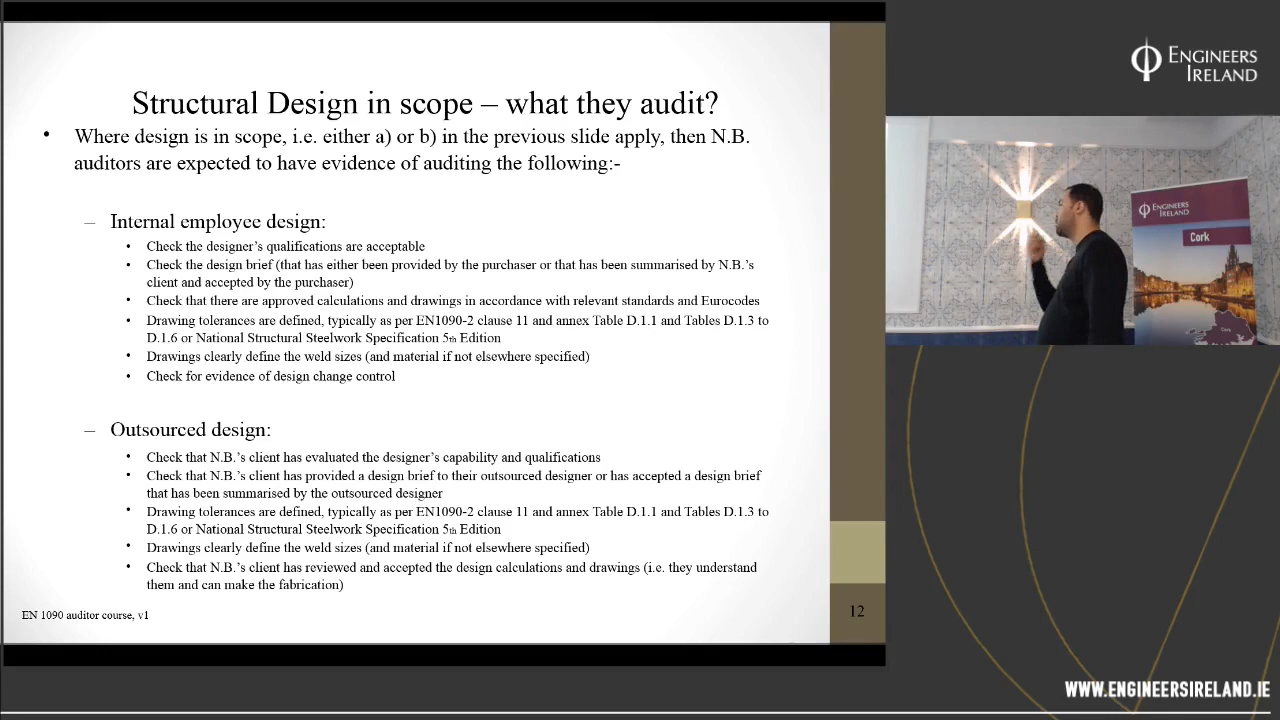 Structural Design in scope – what they audit?
• Where design is in scope, i.e. either a) or b) in the previous slide apply, then N.B.
auditors are expected to have evidence of auditing the following:-
– Internal employee design:
• Check the designer's qualifications are acceptable
• Check the design brief (that has either been provided by the purchaser or that has been summarised by N.B.'s
client and accepted by the purchaser)
• Check that there are approved calculations and drawings in accordance with relevant standards and Eurocodes
• Drawing tolerances are defined, typically as per EN1090-2 clause 11 and annex Table D.1.1 and Tables D.1.3 to
D.1.6 or National Structural Steelwork Specification 5th Edition
• Drawings clearly define the weld sizes (and material if not elsewhere specified)
• Check for evidence of design change control
– Outsourced design:
• Check that N.B.'s client has evaluated the designer's capability and qualifications
• Check that N.B.'s client has provided a design brief to their outsourced designer or has accepted a design brief
that has been summarised by the outsourced designer
• Drawing tolerances are defined, typically as per EN1090-2 clause 11 and annex Table D.1.1 and Tables D.1.3 to
D.1.6 or National Structural Steelwork Specification 5th Edition
• Drawings clearly define the weld sizes (and material if not elsewhere specified)
• Check that N.B.'s client has reviewed and accepted the design calculations and drawings (i.e. they understand
them and can make the fabrication)
EN 1090 auditor course, v1
12
ENGINEERS
IRELAND
ENGINEERS
IRELAND
Cork
WWW.ENGINEERSIRELAND.IE